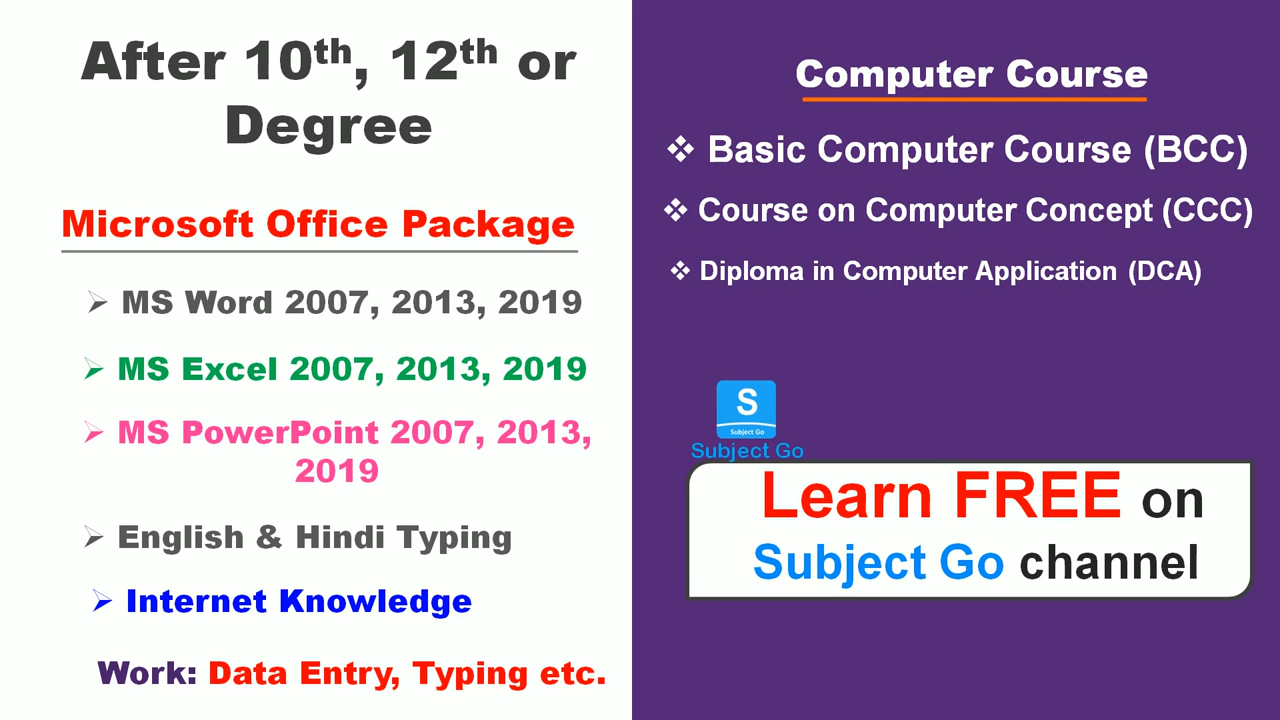 After 10th, 12th or
Degree
Microsoft Office Package
➢ MS Word 2007, 2013, 2019
➢ MS Excel 2007, 2013, 2019
➢ MS PowerPoint 2007, 2013,
2019
➢ English & Hindi Typing
➢ Internet Knowledge
Work: Data Entry, Typing etc.
Computer Course
❖ Basic Computer Course (BCC)
❖ Course on Computer Concept (CCC)
❖ Diploma in Computer Application (DCA)
S
Subject Go
Subject Go
Learn FREE on
Subject Go channel